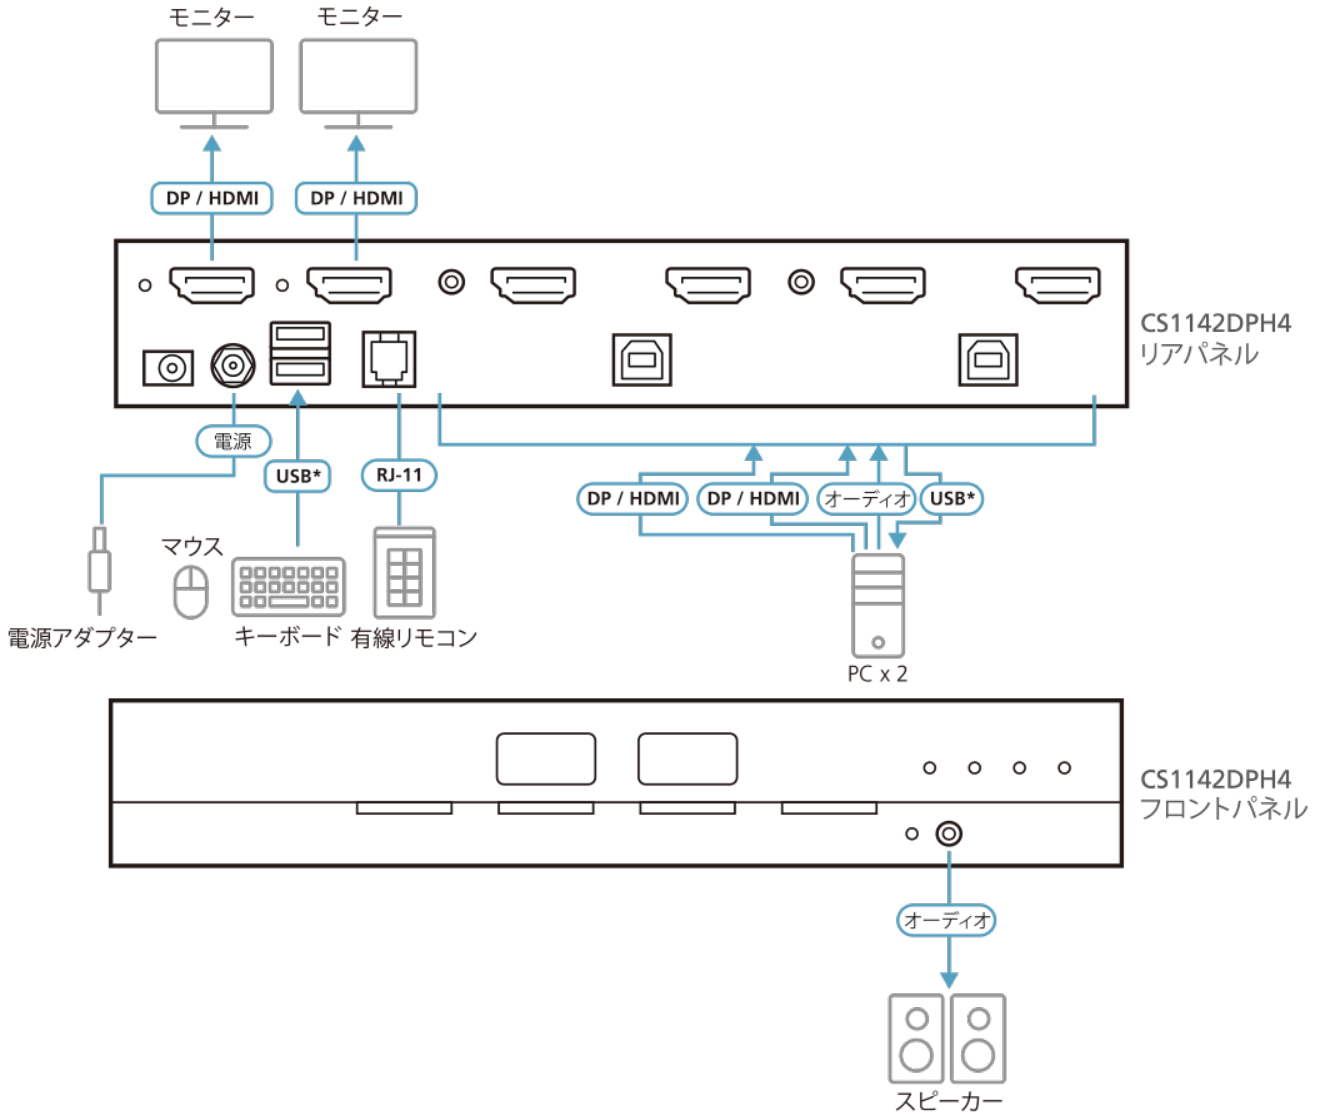 モニター
モニター
DP / HDMI
DP / HDMI
CS1142DPH4
リアパネル
電源
USB*
RJ-11
DP / HDMI
DP / HDMI
オーディオ
USB*
マウス
電源アダプター
キーボード
有線リモコン
PC x 2
CS1142DPH4
フロントパネル
オーディオ
スピーカー